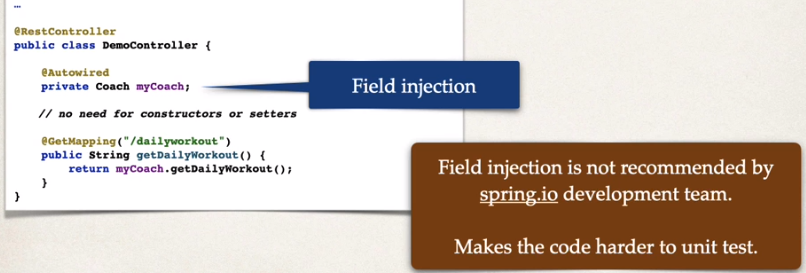 …
@RestController
public class DemoController {
@Autowired
private Coach myCoach;
Field injection
// no need for constructors or setters
@GetMapping("/dailyworkout")
public String getDailyWorkout() {
return myCoach.getDailyWorkout();
}
}
Field injection is not recommended by
spring.io development team.
Makes the code harder to unit test.